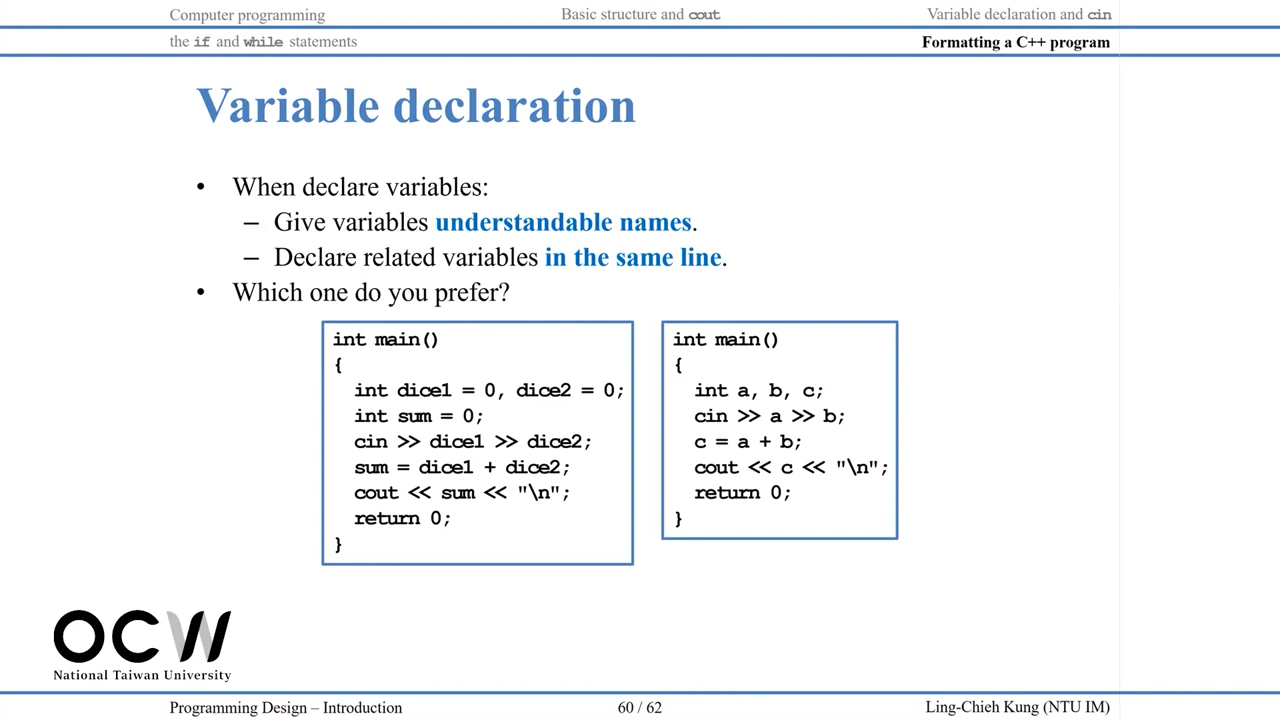 Computer programming
Basic structure and cout
Variable declaration and cin
the if and while statements
Formatting a C++ program
Variable declaration
• When declare variables:
– Give variables understandable names.
– Declare related variables in the same line.
• Which one do you prefer?
int main()
{
  int dice1 = 0, dice2 = 0;
  int sum = 0;
  cin >> dice1 >> dice2;
  sum = dice1 + dice2;
  cout << sum << "\n";
  return 0;
}
int main()
{
  int a, b, c;
  cin >> a >> b;
  c = a + b;
  cout << c << "\n";
  return 0;
}
OCW
National Taiwan University
Programming Design – Introduction
60 / 62
Ling-Chieh Kung (NTU IM)